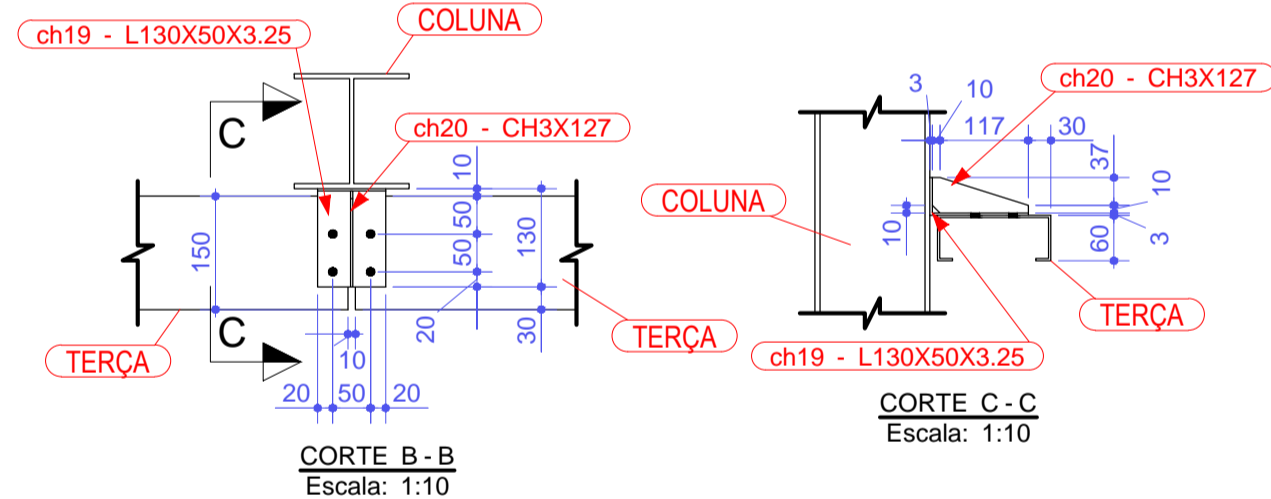 ch19 - L130X50X3.25
COLUNA
C
ch20 - CH3X127
10
50
50
150
130
20
30
C
10
TERÇA
TERÇA
20 50 20
CORTE B - B
Escala: 1:10
ch20 - CH3X127
3
10
117
30
37
COLUNA
10
10
60
3
TERÇA
ch19 - L130X50X3.25
CORTE C - C
Escala: 1:10